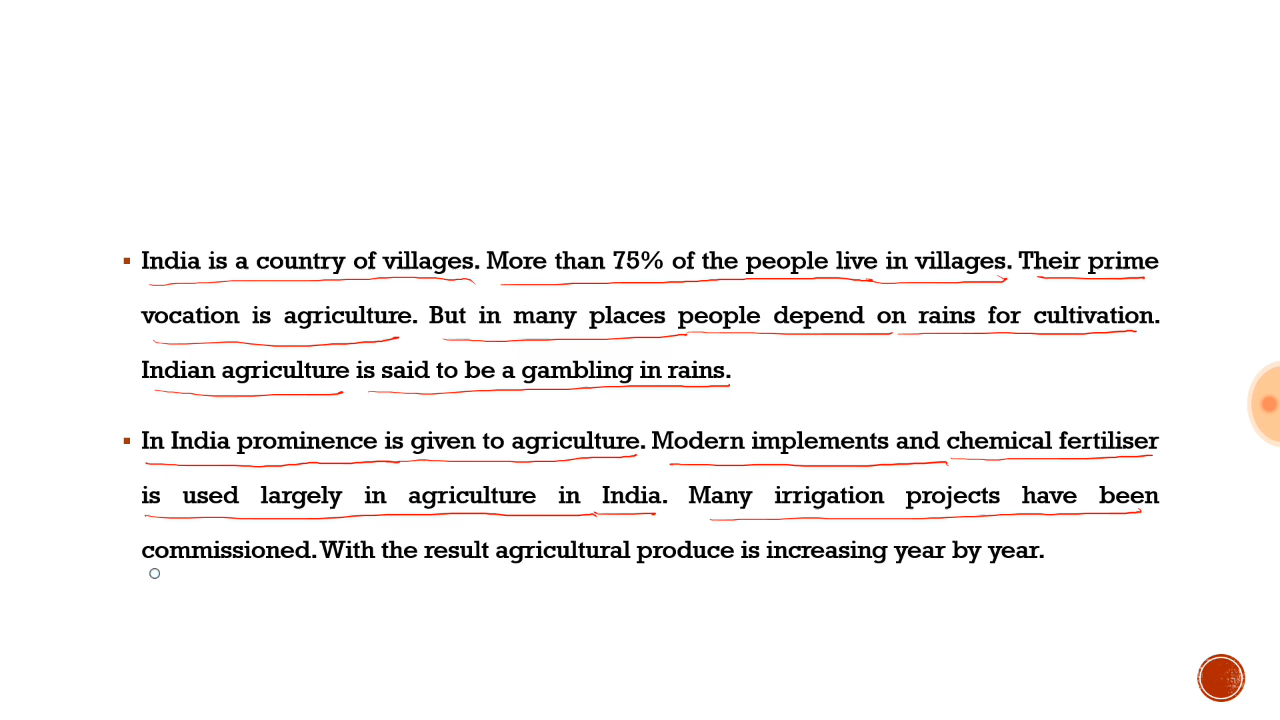 India is a country of villages. More than 75% of the people live in villages. Their prime
vocation is agriculture. But in many places people depend on rains for cultivation.
Indian agriculture is said to be a gambling in rains.
In India prominence is given to agriculture. Modern implements and chemical fertiliser
is used largely in agriculture in India. Many irrigation projects have been
commissioned. With the result agricultural produce is increasing year by year.